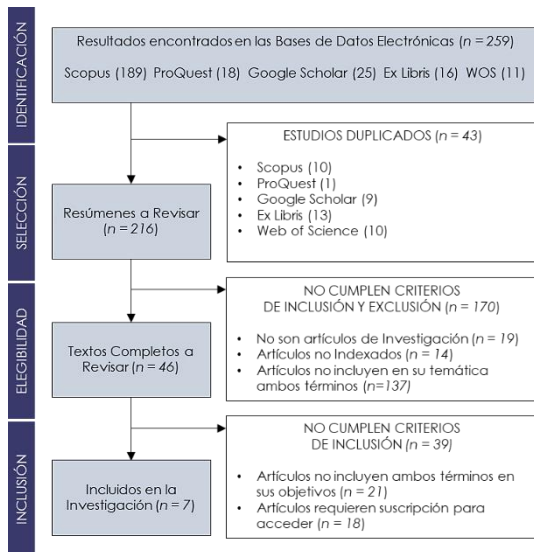 IDENTIFICACIÓN
Resultados encontrados en las Bases de Datos Electrónicas (n = 259)
Scopus (189) ProQuest (18) Google Scholar (25) Ex Libris (16) WOS (11)
SELECCIÓN
ESTUDIOS DUPLICADOS (n = 43)
• Scopus (10)
• ProQuest (1)
• Google Scholar (9)
• Ex Libris (13)
• Web of Science (10)
Resúmenes a Revisar
(n = 216)
ELEGIBILIDAD
NO CUMPLEN CRITERIOS
DE INCLUSIÓN Y EXCLUSIÓN (n = 170)
• No son artículos de Investigación (n = 19)
• Artículos no Indexados (n = 14)
• Artículos no incluyen en su temática
ambos términos (n=137)
Textos Completos a
Revisar (n = 46)
INCLUSIÓN
NO CUMPLEN CRITERIOS
DE INCLUSIÓN (n = 39)
• Artículos no incluyen ambos términos en
sus objetivos (n = 21)
• Artículos requieren suscripción para
acceder (n = 18)
Incluidos en la
Investigación (n = 7)